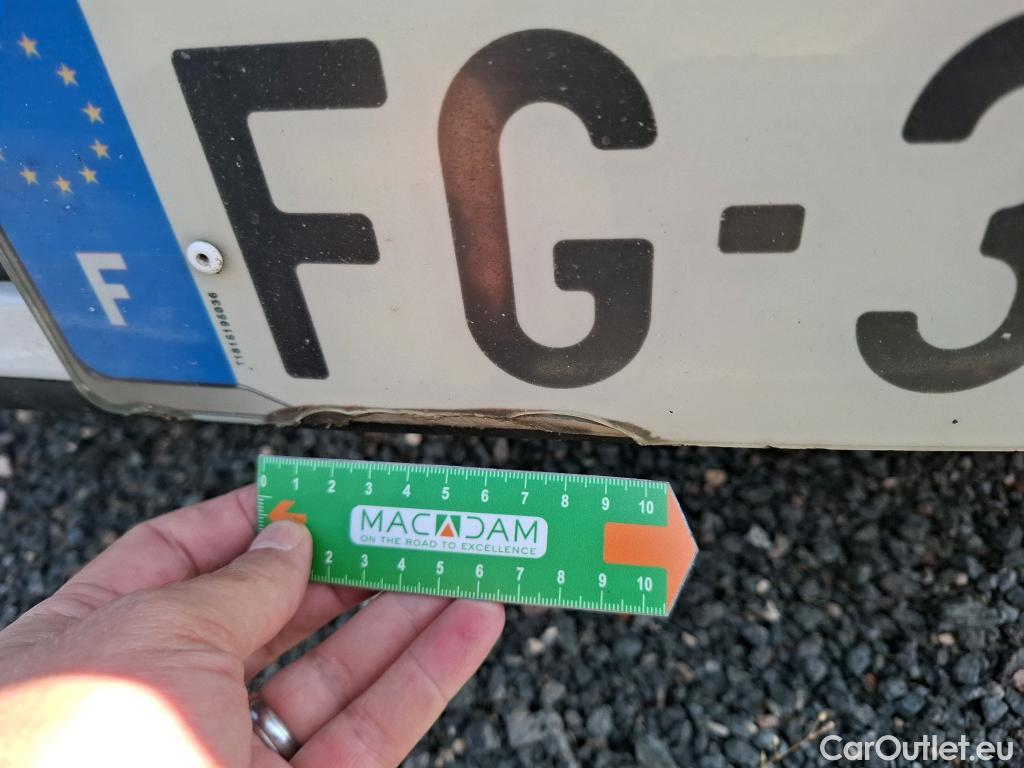 FG-3
F
T1815195036
0 1 2 3 4 5 6 7 8 9 10
MACADAM
ON THE ROAD TO EXCELLENCE
2 3 4 5 6 7 8 9 10
CarOutlet.eu